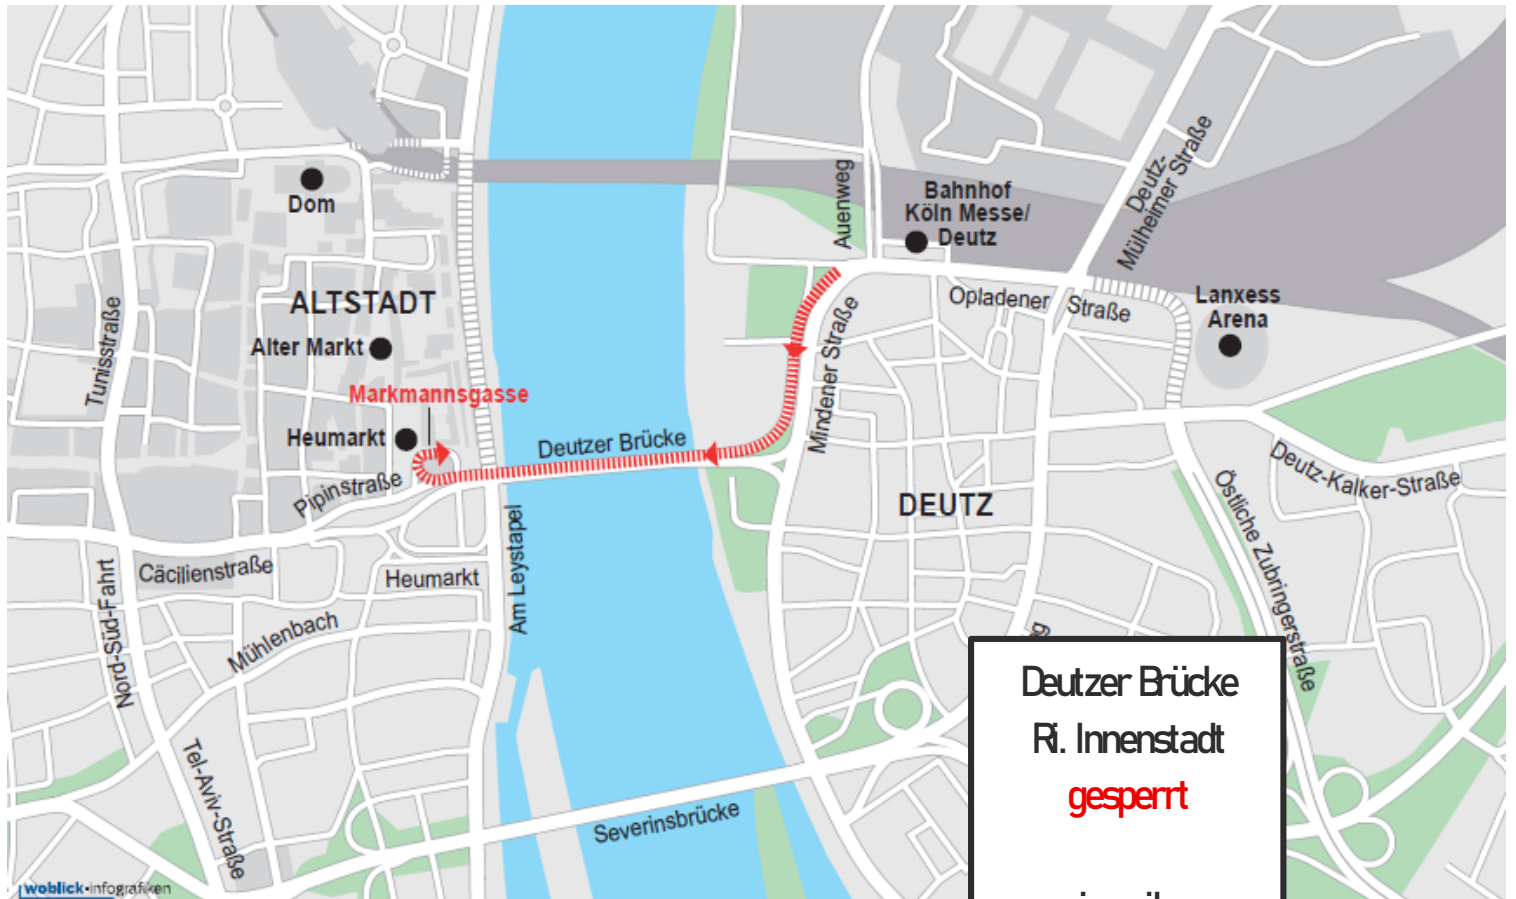 Dom
ALTSTADT
Alter Markt
Markmannsgasse
Heumarkt
Tunisstraße
Pipinstraße
Cäcilienstraße
Heumarkt
Nord-Süd-Fahrt
Mühlenbach
Tel-Aviv-Straße
Am Leystapel
Deutzer Brücke
Severinsbrücke
Auenweg
Bahnhof
Köln Messe/
Deutz
Deutz-
Mülheimer Straße
Opladener Straße
Lanxess
Arena
Mindener Straße
DEUTZ
Deutz-Kalker-Straße
Östliche Zubringerstraße
Deutzer Brücke
Ri. Innenstadt
gesperrt
woblick-infografiken